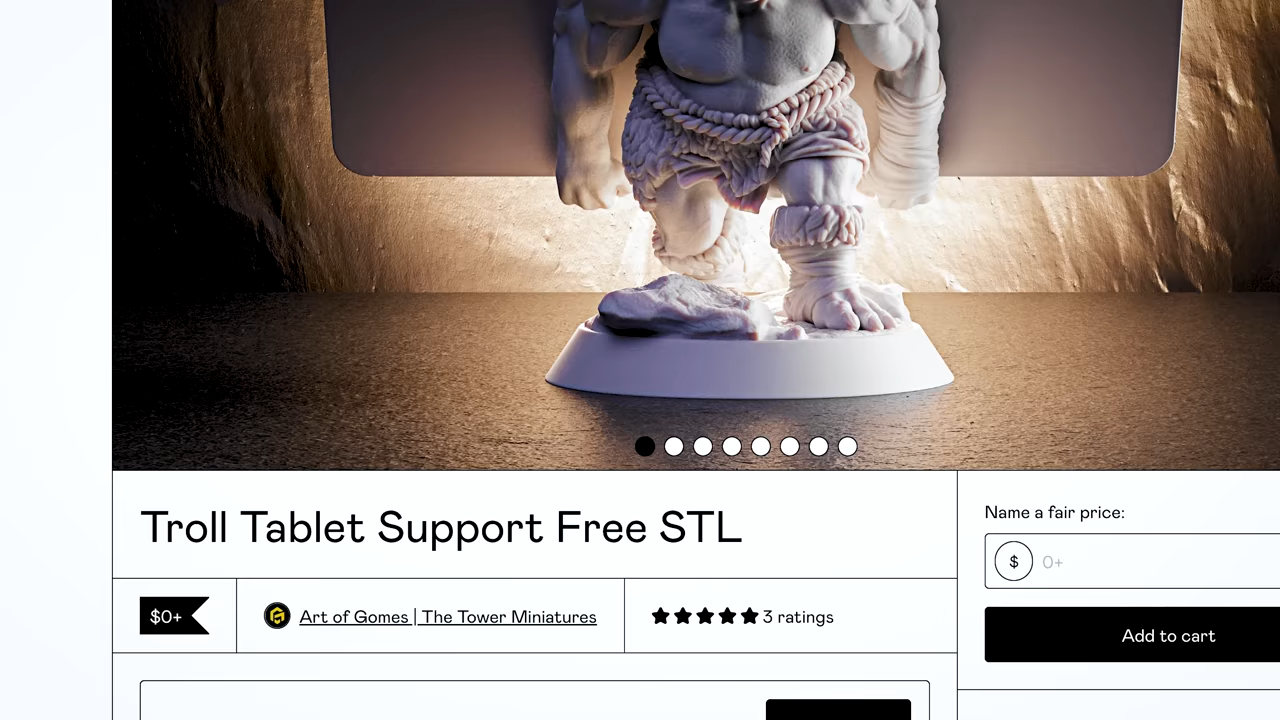 Troll Tablet Support Free STL
$0+
Art of Gomes | The Tower Miniatures
3 ratings
Name a fair price:
$
0+
Add to cart